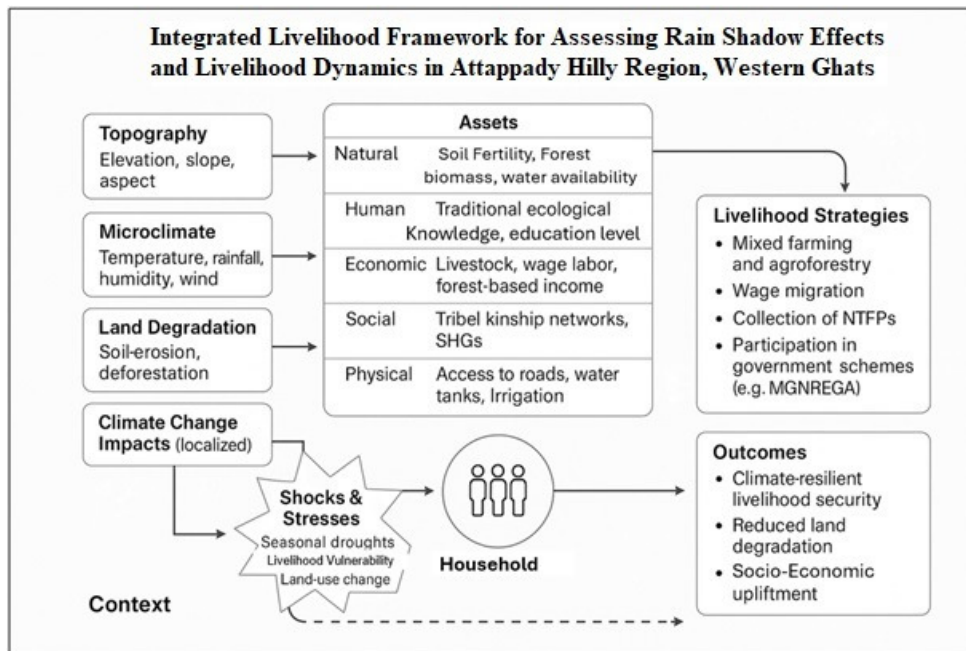 Integrated Livelihood Framework for Assessing Rain Shadow Effects
and Livelihood Dynamics in Attappady Hilly Region, Western Ghats
Topography
Elevation, slope,
aspect
Microclimate
Temperature, rainfall,
humidity, wind
Land Degradation
Soil-erosion,
deforestation
Climate Change
Impacts (localized)
Assets
Natural Soil Fertility, Forest
biomass, water availability
Human Traditional ecological
Knowledge, education level
Economic Livestock, wage labor,
forest-based income
Social Tribel kinship networks,
SHGs
Physical Access to roads, water
tanks, Irrigation
Livelihood Strategies
• Mixed farming
and agroforestry
• Wage migration
• Collection of NTFPs
• Participation in
government schemes
(e.g. MGNREGA)
Shocks &
Stresses
Seasonal droughts
Livelihood Vulnerability
Land-use change
Household
Outcomes
• Climate-resilient
livelihood security
• Reduced land
degradation
• Socio-Economic
upliftment
Context